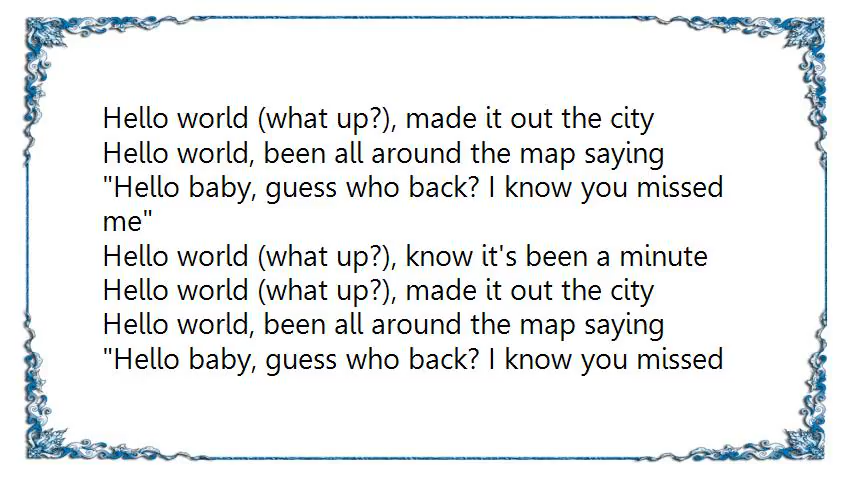 Hello world (what up?), made it out the city
Hello world, been all around the map saying
"Hello baby, guess who back? I know you missed
me"
Hello world (what up?), know it's been a minute
Hello world (what up?), made it out the city
Hello world, been all around the map saying
"Hello baby, guess who back? I know you missed